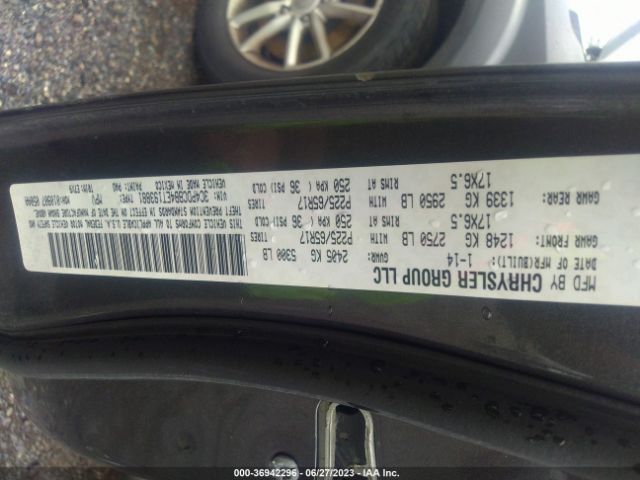 MFD BY CHRYSLER GROUP LLC
DATE OF MFR(BUILT): 1-14
GVWR: 2405 KG 5300 LB
GAWR FRONT: 1248 KG 2750 LB
WITH P225/65R17 TIRES
17X6.5 RIMS AT 250 KPA ( 36 PSI) COLD
GAWR REAR: 1339 KG 2950 LB
WITH P225/65R17 TIRES
17X6.5 RIMS AT 250 KPA ( 36 PSI) COLD
THIS VEHICLE CONFORMS TO ALL APPLICABLE U.S.A. FEDERAL MOTOR VEHICLE SAFETY AND
THEFT PREVENTION STANDARDS IN EFFECT ON THE DATE OF MANUFACTURE SHOWN ABOVE.
VEHICLE MADE IN MEXICO
MPV
000-36942296 | 06/27/2023 | IAA Inc.